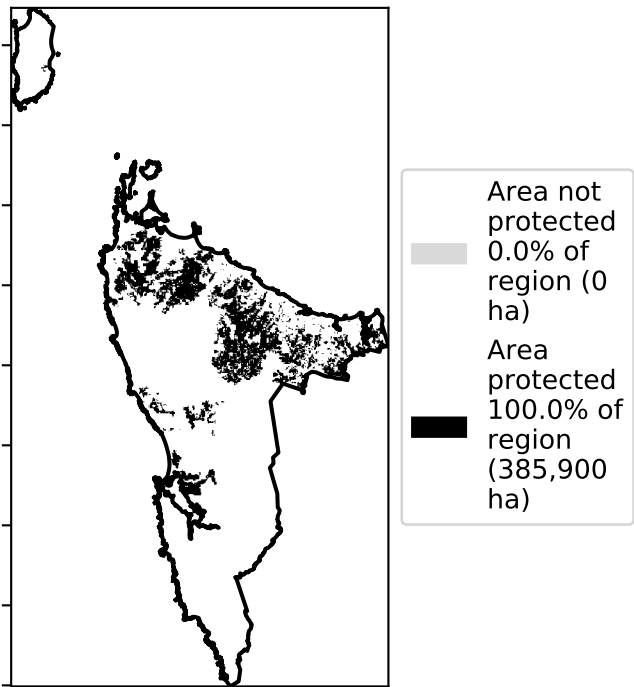 Area not
protected
0.0% of
region (0
ha)
Area
protected
100.0% of
region
(385,900
ha)